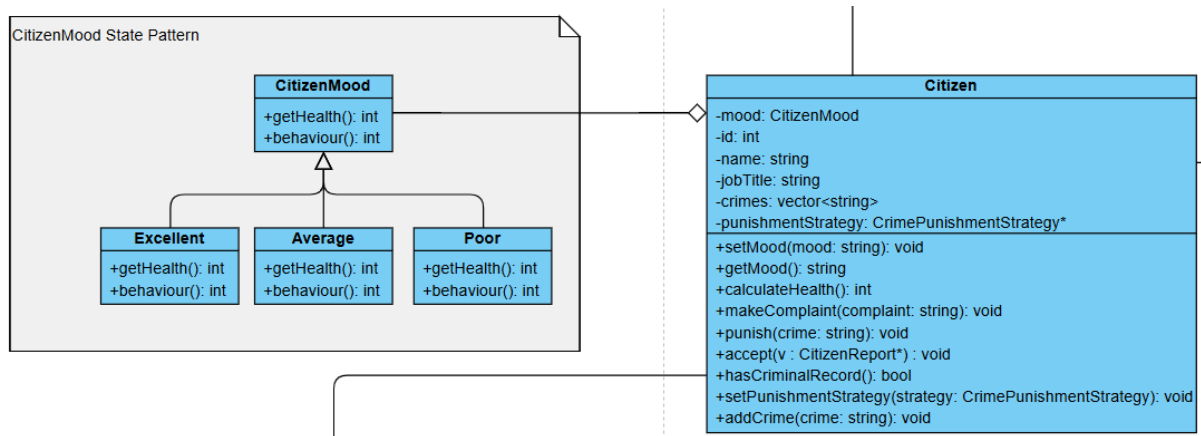 CitizenMood State Pattern
CitizenMood
+getHealth(): int
+behaviour(): int
Excellent
+getHealth(): int
+behaviour(): int
Average
+getHealth(): int
+behaviour(): int
Poor
+getHealth(): int
+behaviour(): int
Citizen
-mood: CitizenMood
-id: int
-name: string
-jobTitle: string
-crimes: vector<string>
-punishmentStrategy: CrimePunishmentStrategy*
+setMood(mood: string): void
+getMood(): string
+calculateHealth(): int
+makeComplaint(complaint: string): void
+punish(crime: string): void
+accept(v : CitizenReport*) : void
+hasCriminalRecord(): bool
+setPunishmentStrategy(strategy: CrimePunishmentStrategy): void
+addCrime(crime: string): void